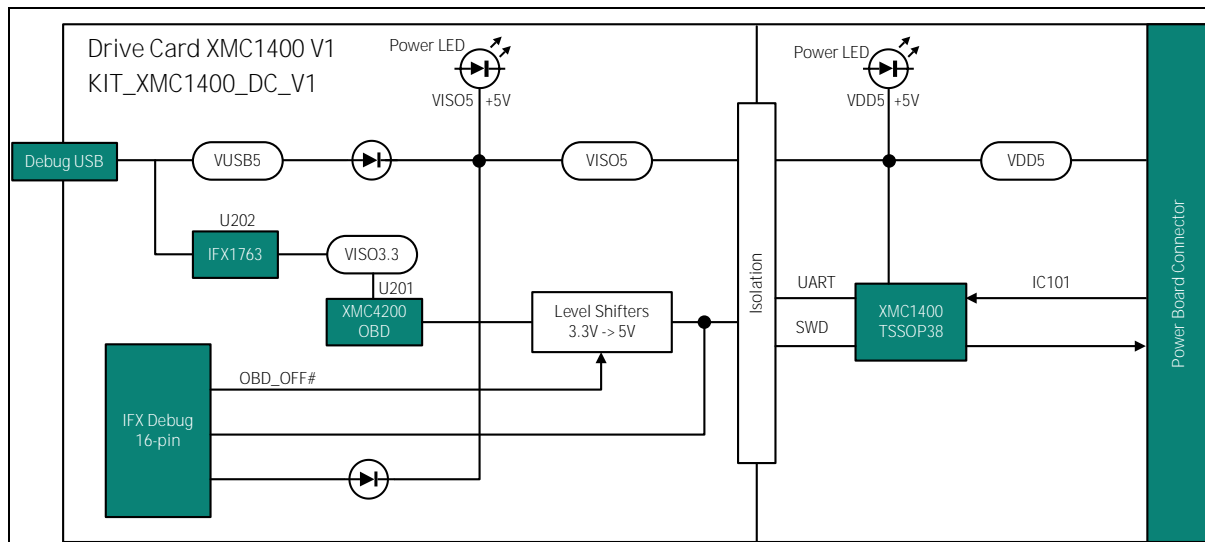 Drive Card XMC1400 V1
KIT_XMC1400_DC_V1
Power LED
VISO5 +5V
Power LED
VDD5 +5V
Debug USB
VUSB5
VISO5
VDD5
U202
IFX1763
VISO3.3
U201
XMC4200
OBD
Level Shifters
3.3V -> 5V
Isolation
UART
SWD
XMC1400
TSSOP38
IC101
Power Board Connector
OBD_OFF#
IFX Debug
16-pin